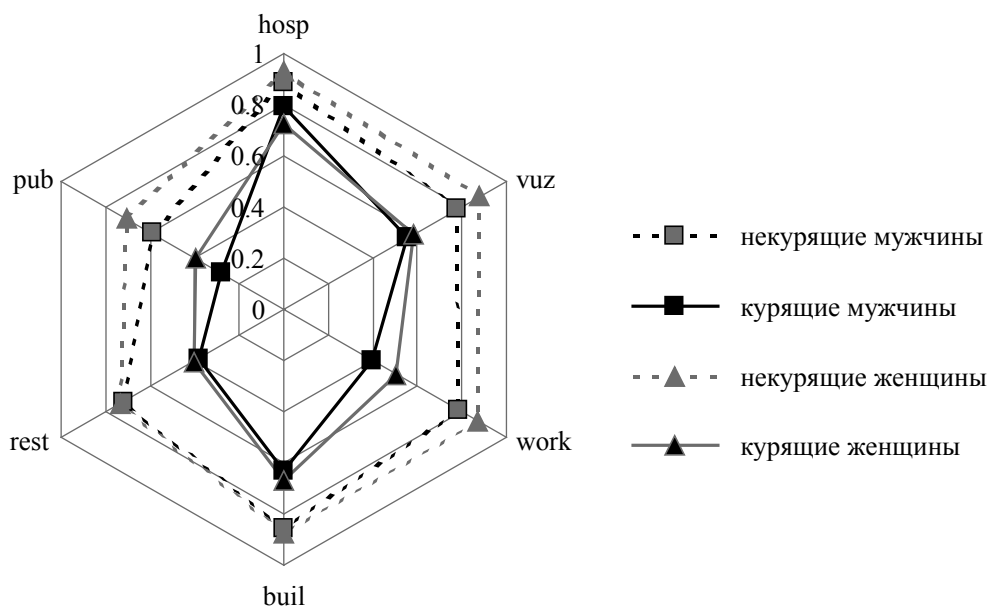 hosp
1
0.8
0.6
0.4
0.2
0
pub
vuz
rest
work
buil
некурящие мужчины
курящие мужчины
некурящие женщины
курящие женщины